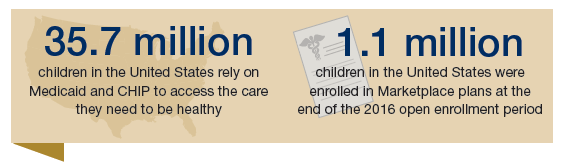 35.7 million
children in the United States rely on
Medicaid and CHIP to access the care
they need to be healthy
1.1 million
children in the United States were
enrolled in Marketplace plans at the
end of the 2016 open enrollment period